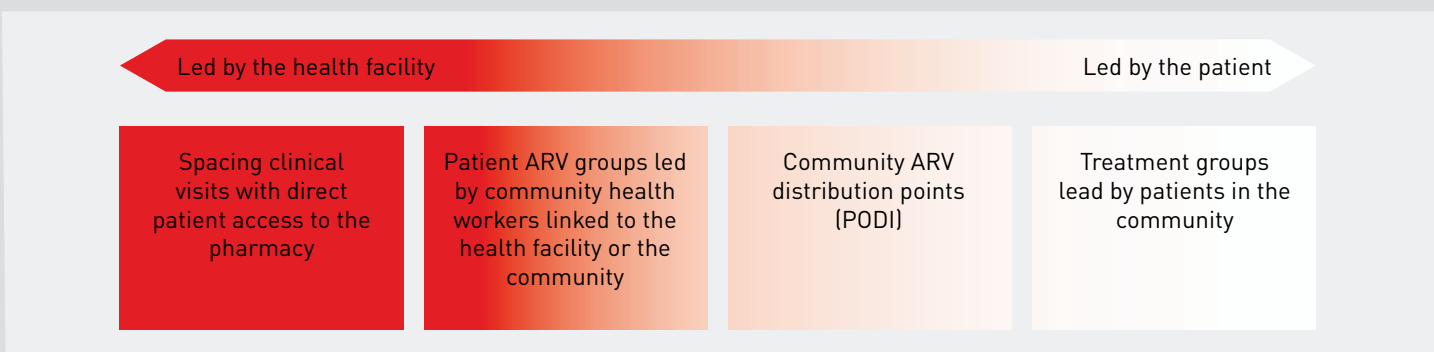 Led by the health facility
Led by the patient
Spacing clinical
visits with direct
patient access to the
pharmacy
Patient ARV groups led
by community health
workers linked to the
health facility or the
community
Community ARV
distribution points
(PODI)
Treatment groups
lead by patients in the
community